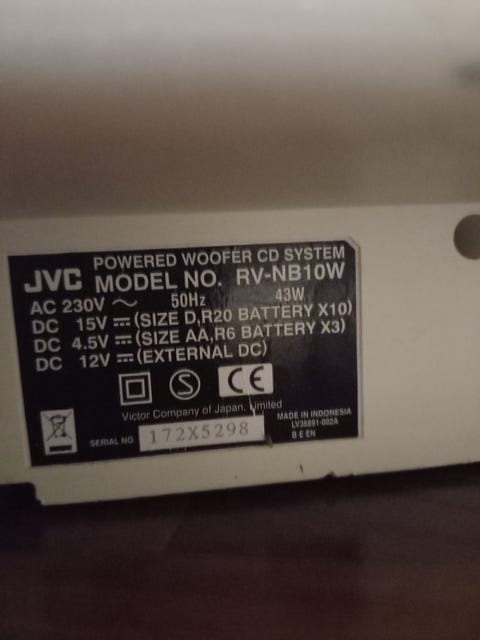 POWERED WOOFER CD SYSTEM
JVC MODEL NO. RV-NB10W
AC 230V ~ 50Hz 43W
DC 15V ⎓ (SIZE D,R20 BATTERY X10)
DC 4.5V ⎓ (SIZE AA,R6 BATTERY X3)
DC 12V ⎓ (EXTERNAL DC)
S CE
Victor Company of Japan, Limited
MADE IN INDONESIA
LV36891-002A
B E EN
SERIAL NO. 172X5298